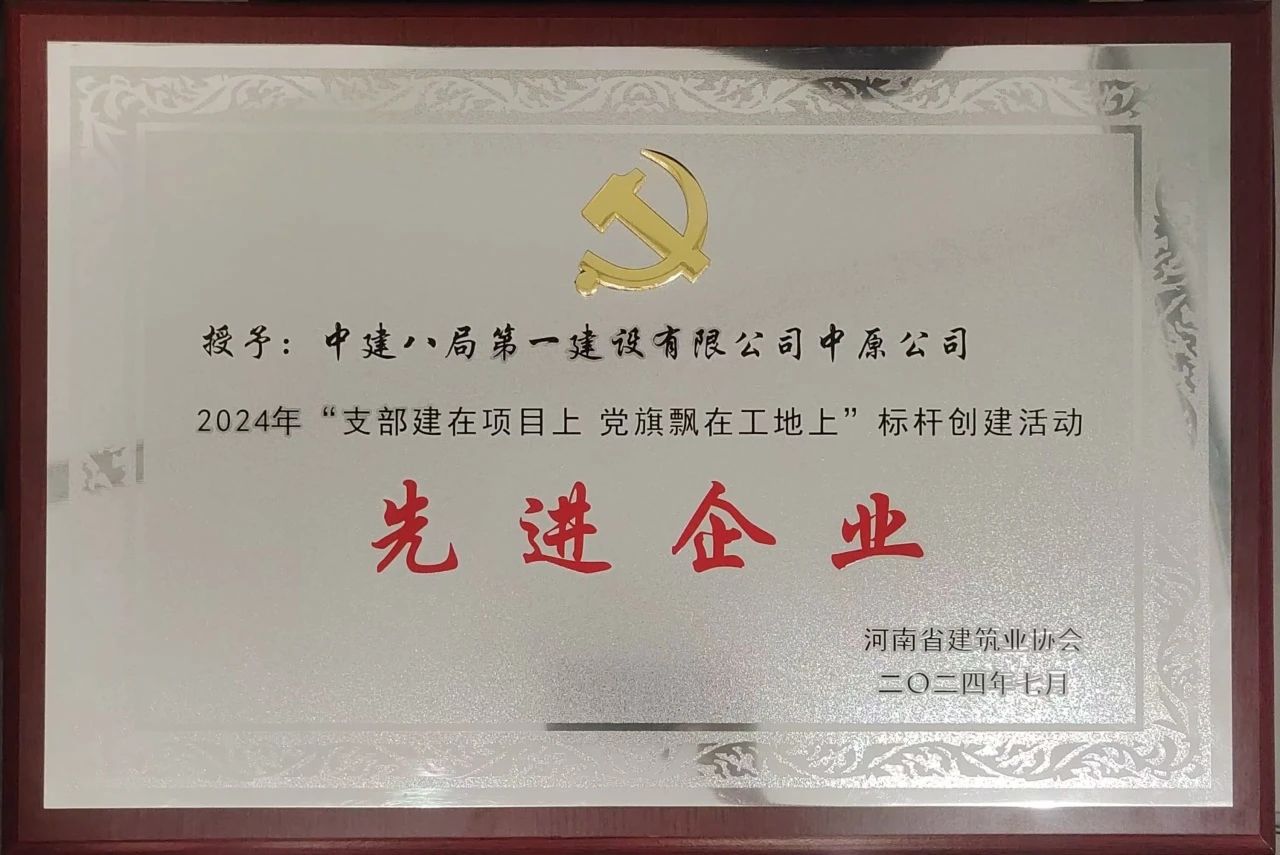 授予：中建八局第一建设有限公司中原公司
2024年“支部建在项目上 党旗飘在工地上”标杆创建活动
先进企业
河南省建筑业协会
二〇二四年七月